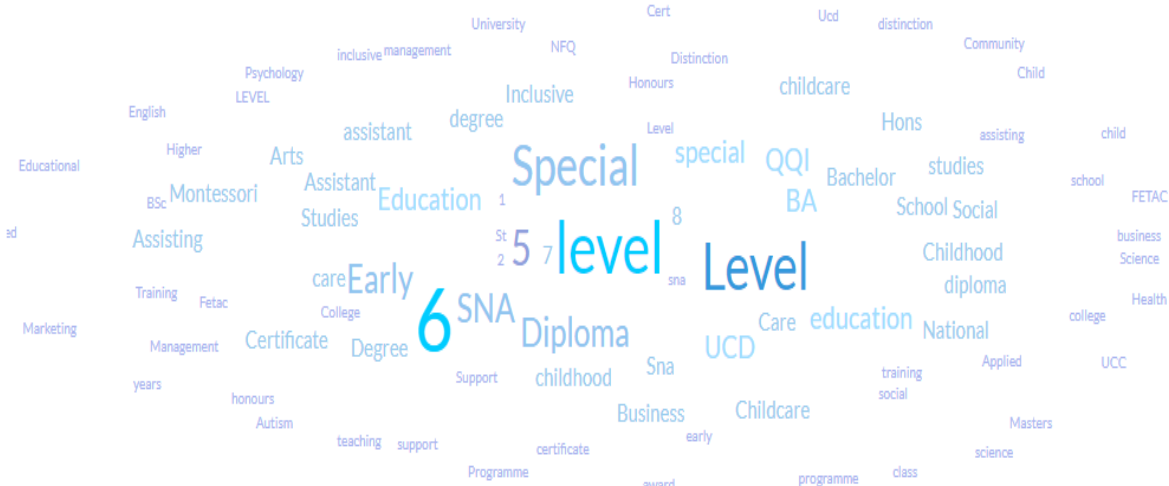 Cert
Ucd
University
distinction
Community
NFQ
inclusive
management
Distinction
Psychology
Child
Honours
childcare
Inclusive
LEVEL
English
degree
Hons
assistant
Level
assisting
child
Higher
Arts
special
QQI
Special
studies
Educational
Bachelor
school
Assistant
Montessori
Education
1
BA
FETAC
BSc
School
Social
Studies
8
ed
St
business
Assisting
5
7
level
2
Childhood
Science
Level
care
Early
sna
diploma
Training
Fetac
Health
6
SNA
College
college
Care
education
Marketing
Diploma
National
Certificate
Management
Degree
UCD
Applied
UCC
Sna
training
Support
childhood
years
social
honours
Business
Childcare
Autism
Masters
early
teaching
support
certificate
science
Programme
class
programme
award